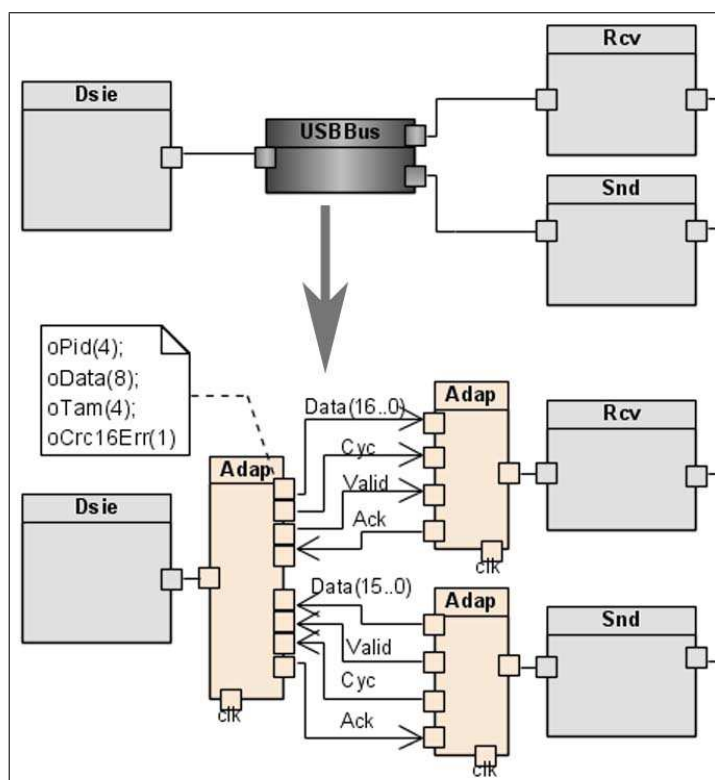 Rcv
Dsie
USBBus
Snd
oPid(4);
oData(8);
oTam(4);
oCrc16Err(1)
Data(16..0)
Adap
Rcv
Cyc
Adap
Valid
Dsie
Ack
clk
Data(15..0)
Adap
Snd
Valid
Cyc
clk
Ack
clk